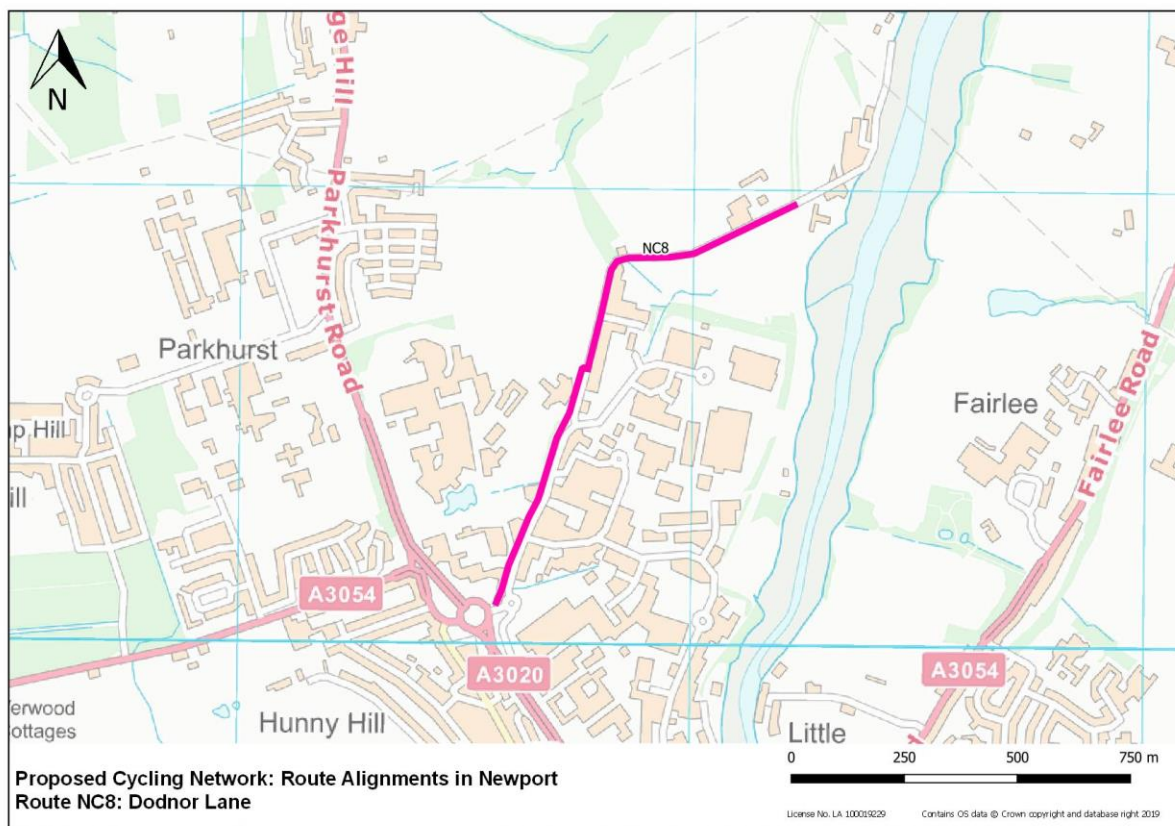 N
ge Hill
Parkhurst Road
NC8
Parkhurst
Fairlee
Fairlee Road
p Hill
ill
A3054
A3020
A3054
erwood
ottages
Hunny Hill
Little
0 250 500 750 m
Proposed Cycling Network: Route Alignments in Newport
Route NC8: Dodnor Lane
License No. LA 100019229 Contains OS data @ Crown copyright and database right 2019